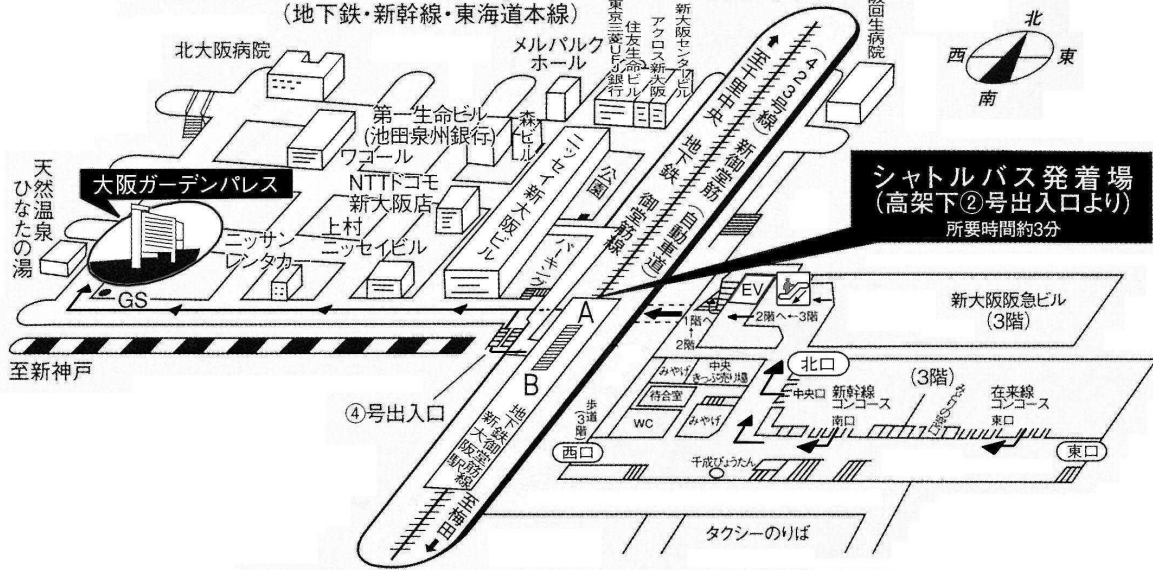 (地下鉄・新幹線・東海道本線)
北大阪病院
メルパルク
ホール
東京三菱UFJ銀行
住友生命ビル
アクロス新大阪
新大阪センタービル
阪回生病院
北
西
東
南
第一生命ビル
(池田泉州銀行)
森ビル
ワコール
ニッセイ新大阪ビル
公園
(423号線)新御堂筋(自動車道)
至千里中央
地下鉄 御堂筋線
天然温泉
ひなたの湯
大阪ガーデンパレス
NTTドコモ
新大阪店
上村
ニッセイビル
ニッサン
レンタカー
パーキング
GS
シャトルバス発着場
(高架下②号出入口より)
所要時間約3分
EV
2階へ←3階
1階へ
↑
2階
新大阪阪急ビル
(3階)
A
B
至新神戸
④号出入口
地下鉄御堂筋線
新大阪駅
至梅田
みやげ
中央
きっぷ売り場
待合室
WC
みやげ
歩道
(3階)
北口
中央口
新幹線
コンコース
南口
(3階)
みどりの窓口
在来線
コンコース
東口
西口
千成びょうたん
東口
タクシーのりば